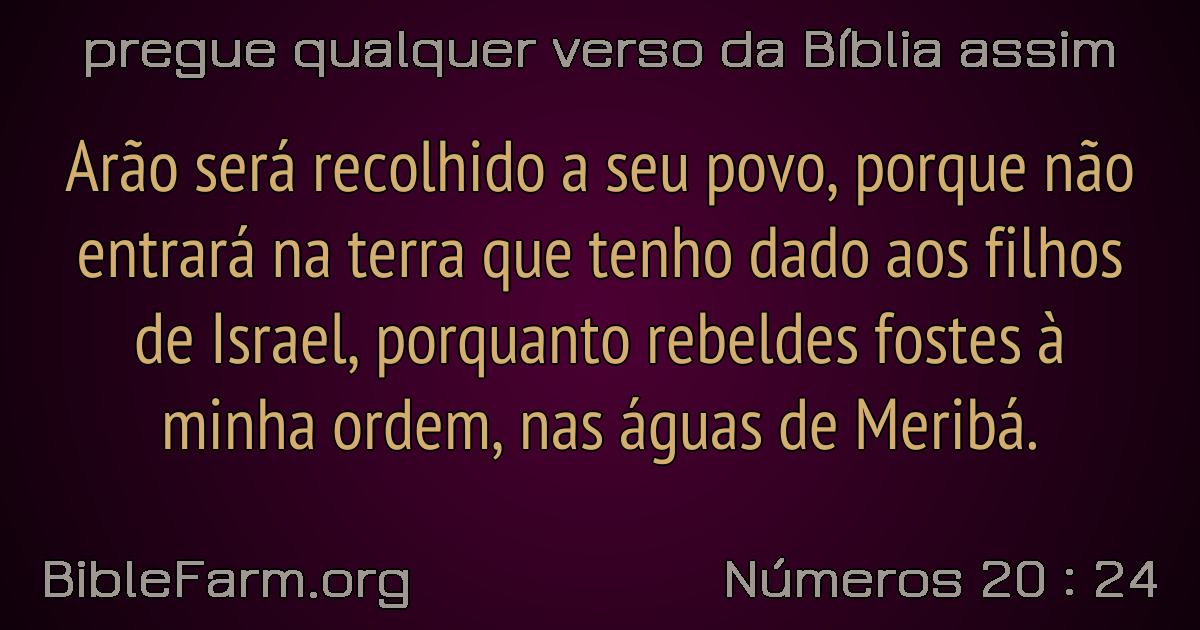 pregue qualquer verso da Bíblia assim
Arão será recolhido a seu povo, porque não
entrará na terra que tenho dado aos filhos
de Israel, porquanto rebeldes fostes à
minha ordem, nas águas de Meribá.
BibleFarm.org
Números 20 : 24